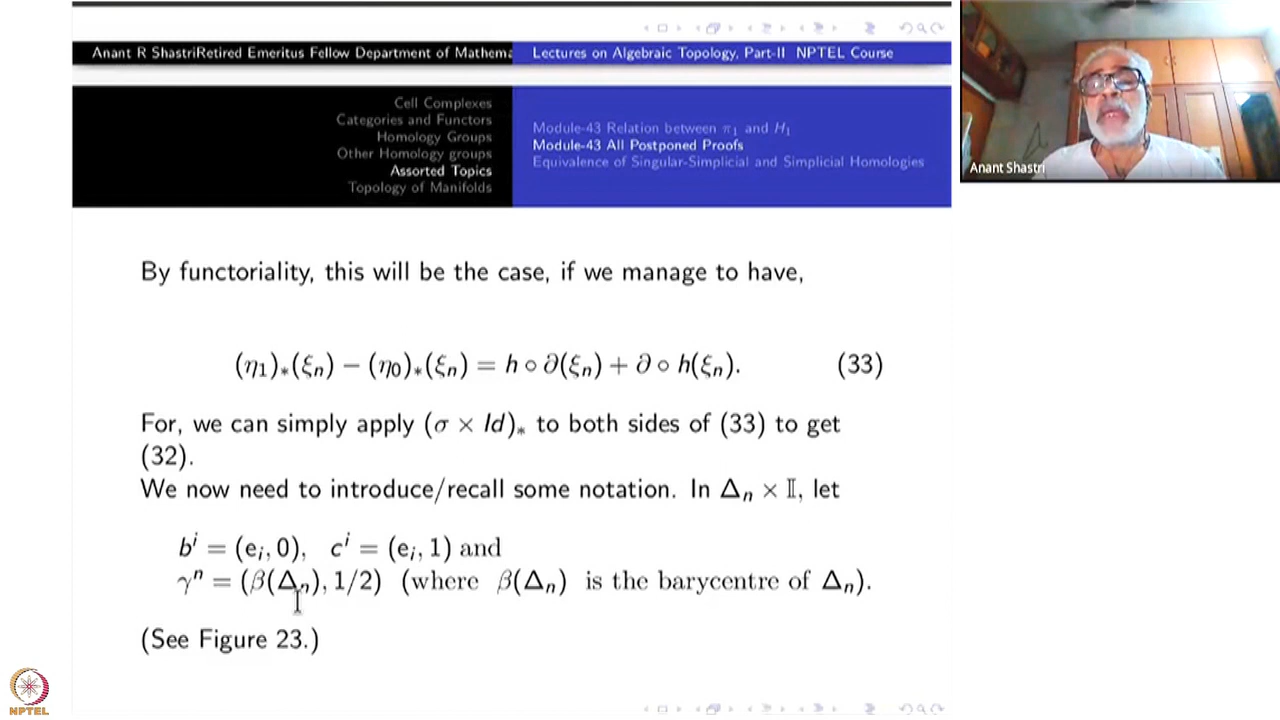 Anant R ShastriRetired Emeritus Fellow Department of Mathema
Lectures on Algebraic Topology, Part-II NPTEL Course
Cell Complexes
Categories and Functors
Homology Groups
Other Homology groups
Assorted Topics
Topology of Manifolds
Module-43 Relation between π₁ and H₁
Module-43 All Postponed Proofs
Equivalence of Singular-Simplicial and Simplicial Homologies
Anant Shastri
By functoriality, this will be the case, if we manage to have,
(η₁)∗(ξₙ) − (η₀)∗(ξₙ) = h ∘ ∂(ξₙ) + ∂ ∘ h(ξₙ). (33)
For, we can simply apply (σ × Id)∗ to both sides of (33) to get
(32).
We now need to introduce/recall some notation. In Δₙ × 𝕀, let
bⁱ = (eᵢ, 0), cⁱ = (eᵢ, 1) and
γⁿ = (β(Δₙ), 1/2) (where β(Δₙ) is the barycentre of Δₙ).
(See Figure 23.)
NPTEL